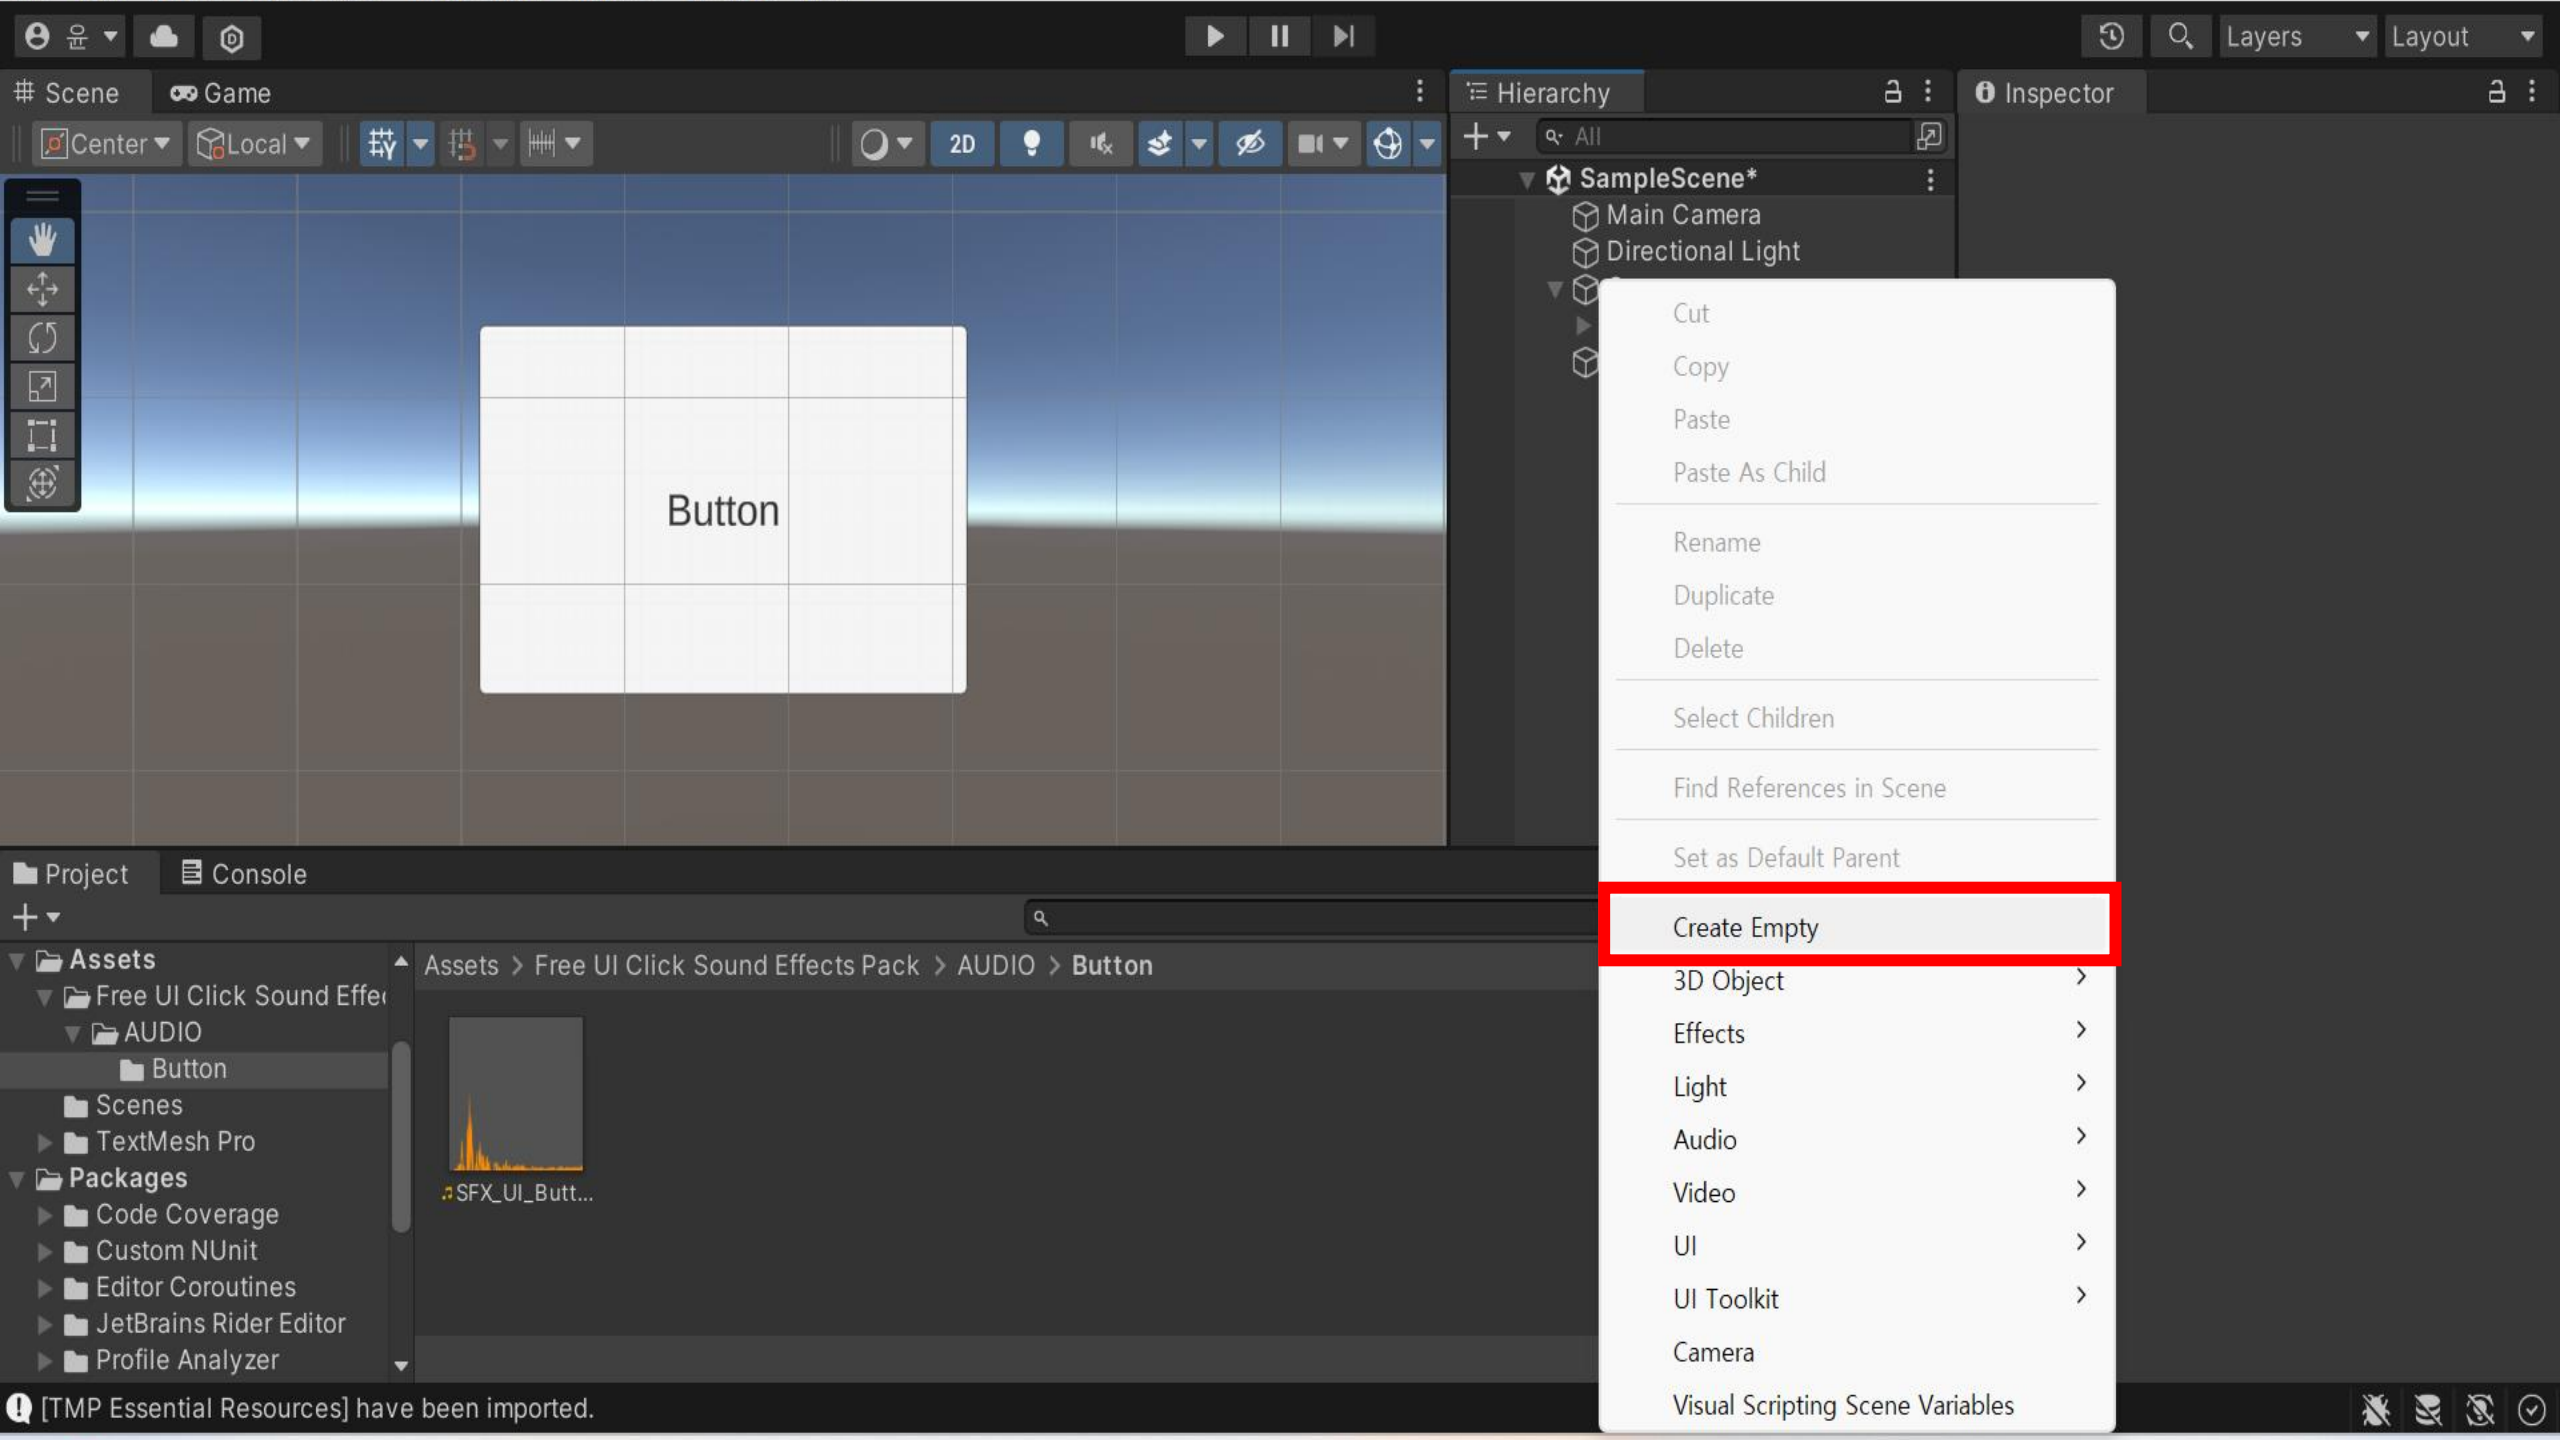 윤
Layers
Layout
Scene
Game
Hierarchy
Inspector
Center
Local
2D
All
SampleScene*
Main Camera
Directional Light
Cut
Copy
Paste
Paste As Child
Rename
Duplicate
Delete
Select Children
Find References in Scene
Set as Default Parent
Create Empty
3D Object
Effects
Light
Audio
Video
UI
UI Toolkit
Camera
Visual Scripting Scene Variables
Button
Project
Console
Assets
Free UI Click Sound Effec
AUDIO
Button
Scenes
TextMesh Pro
Packages
Code Coverage
Custom NUnit
Editor Coroutines
JetBrains Rider Editor
Profile Analyzer
Assets > Free UI Click Sound Effects Pack > AUDIO > Button
SFX_UI_Butt...
[TMP Essential Resources] have been imported.